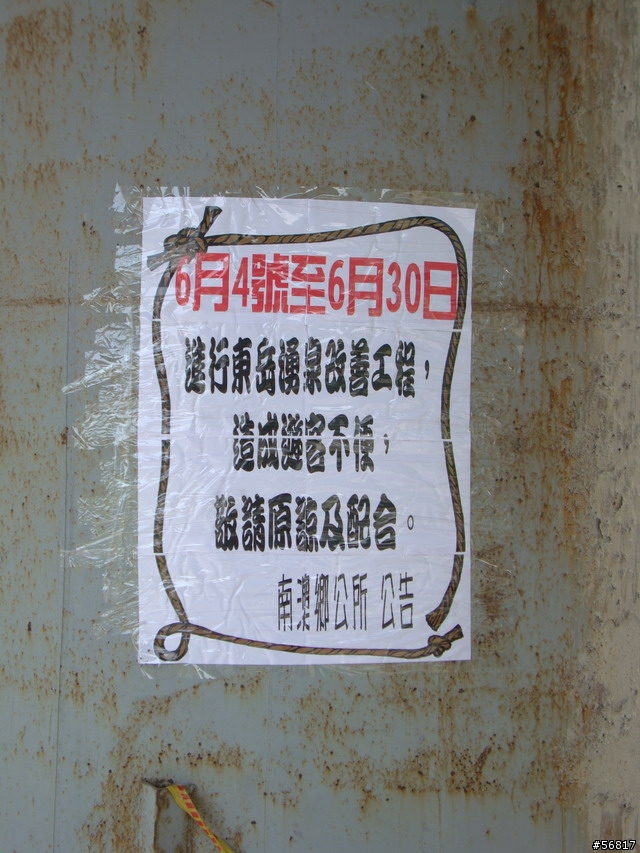 6月4號至6月30日
進行東岳湧泉改善工程，
造成遊客不便，
敬請原諒及配合。
南澳鄉公所 公告
#56817